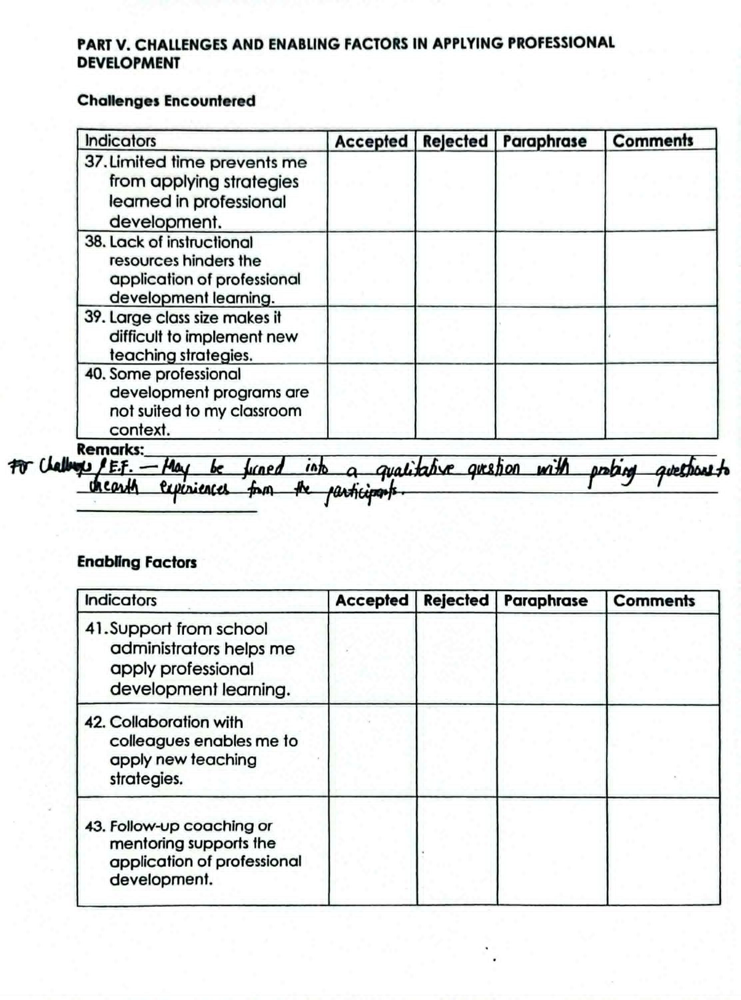 PART V. CHALLENGES AND ENABLING FACTORS IN APPLYING PROFESSIONAL
DEVELOPMENT
Challenges Encountered
Indicators Accepted Rejected Paraphrase Comments
37. Limited time prevents me
from applying strategies
learned in professional
development.
38. Lack of instructional
resources hinders the
application of professional
development learning.
39. Large class size makes it
difficult to implement new
teaching strategies.
40. Some professional
development programs are
not suited to my classroom
context.
Remarks:
For Challenges / E.F. — May be turned into a qualitative question with probing questions to
unearth experiences from the participants.
Enabling Factors
Indicators Accepted Rejected Paraphrase Comments
41. Support from school
administrators helps me
apply professional
development learning.
42. Collaboration with
colleagues enables me to
apply new teaching
strategies.
43. Follow-up coaching or
mentoring supports the
application of professional
development.